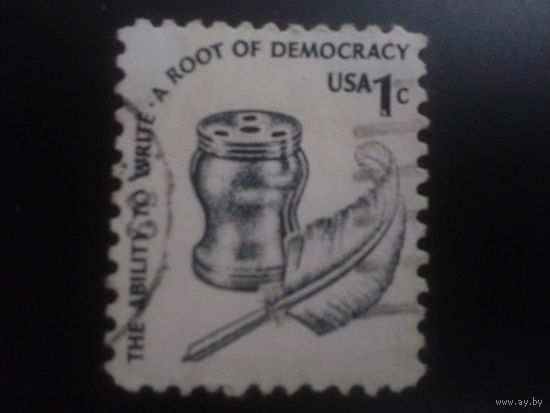 THE ABILITY TO WRITE · A ROOT OF DEMOCRACY
USA 1c
www.ay.by